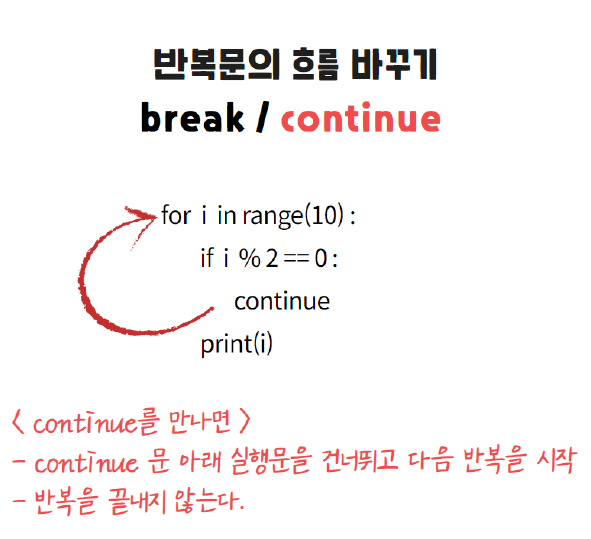 반복문의 흐름 바꾸기
break / continue
for i in range(10) :
if i % 2 == 0 :
continue
print(i)
< continue를 만나면 >
- continue 문 아래 실행문을 건너뛰고 다음 반복을 시작
- 반복을 끝내지 않는다.